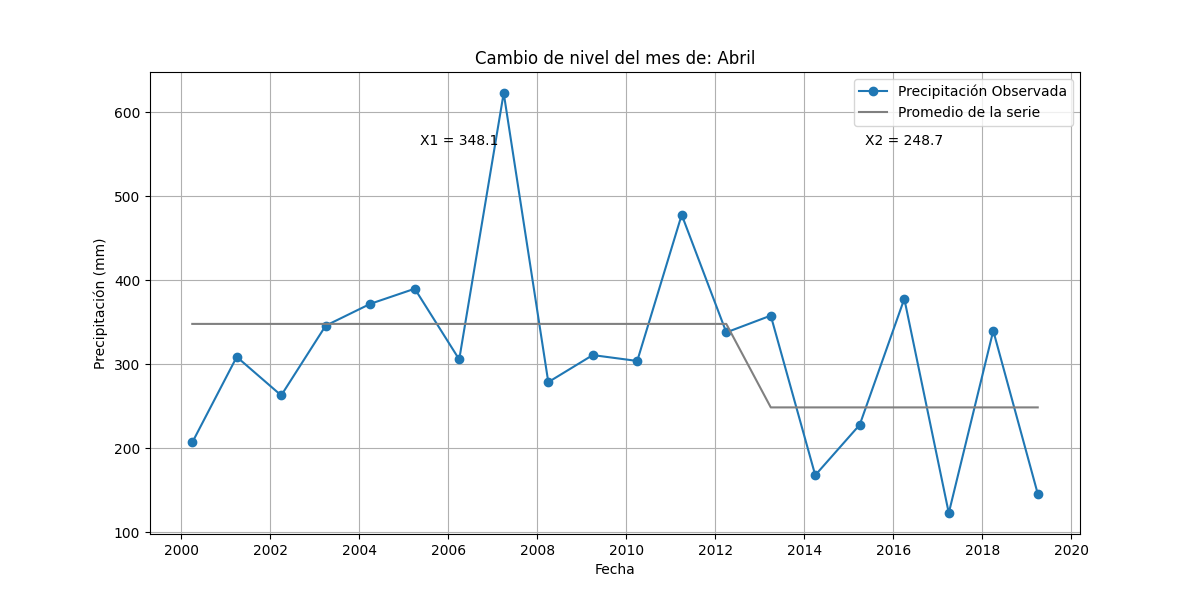 Cambio de nivel del mes de: Abril
Precipitación Observada
Promedio de la serie
X1 = 348.1
X2 = 248.7
Precipitación (mm)
600
500
400
300
200
100
2000 2002 2004 2006 2008 2010 2012 2014 2016 2018 2020
Fecha